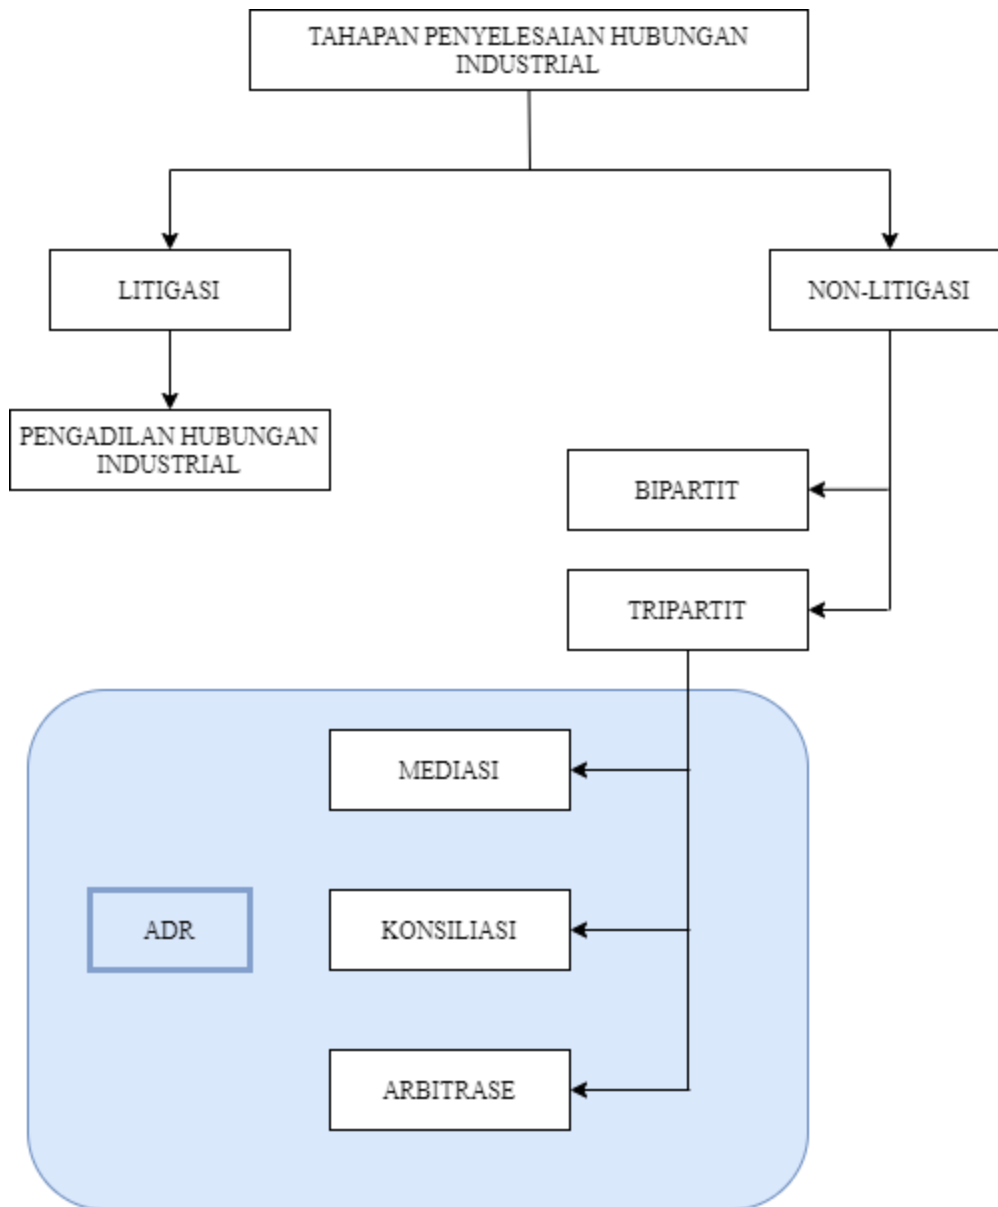 TAHAPAN PENYELESAIAN HUBUNGAN
INDUSTRIAL
LITIGASI
NON-LITIGASI
PENGADILAN HUBUNGAN
INDUSTRIAL
BIPARTIT
TRIPARTIT
MEDIASI
ADR
KONSILIASI
ARBITRASE